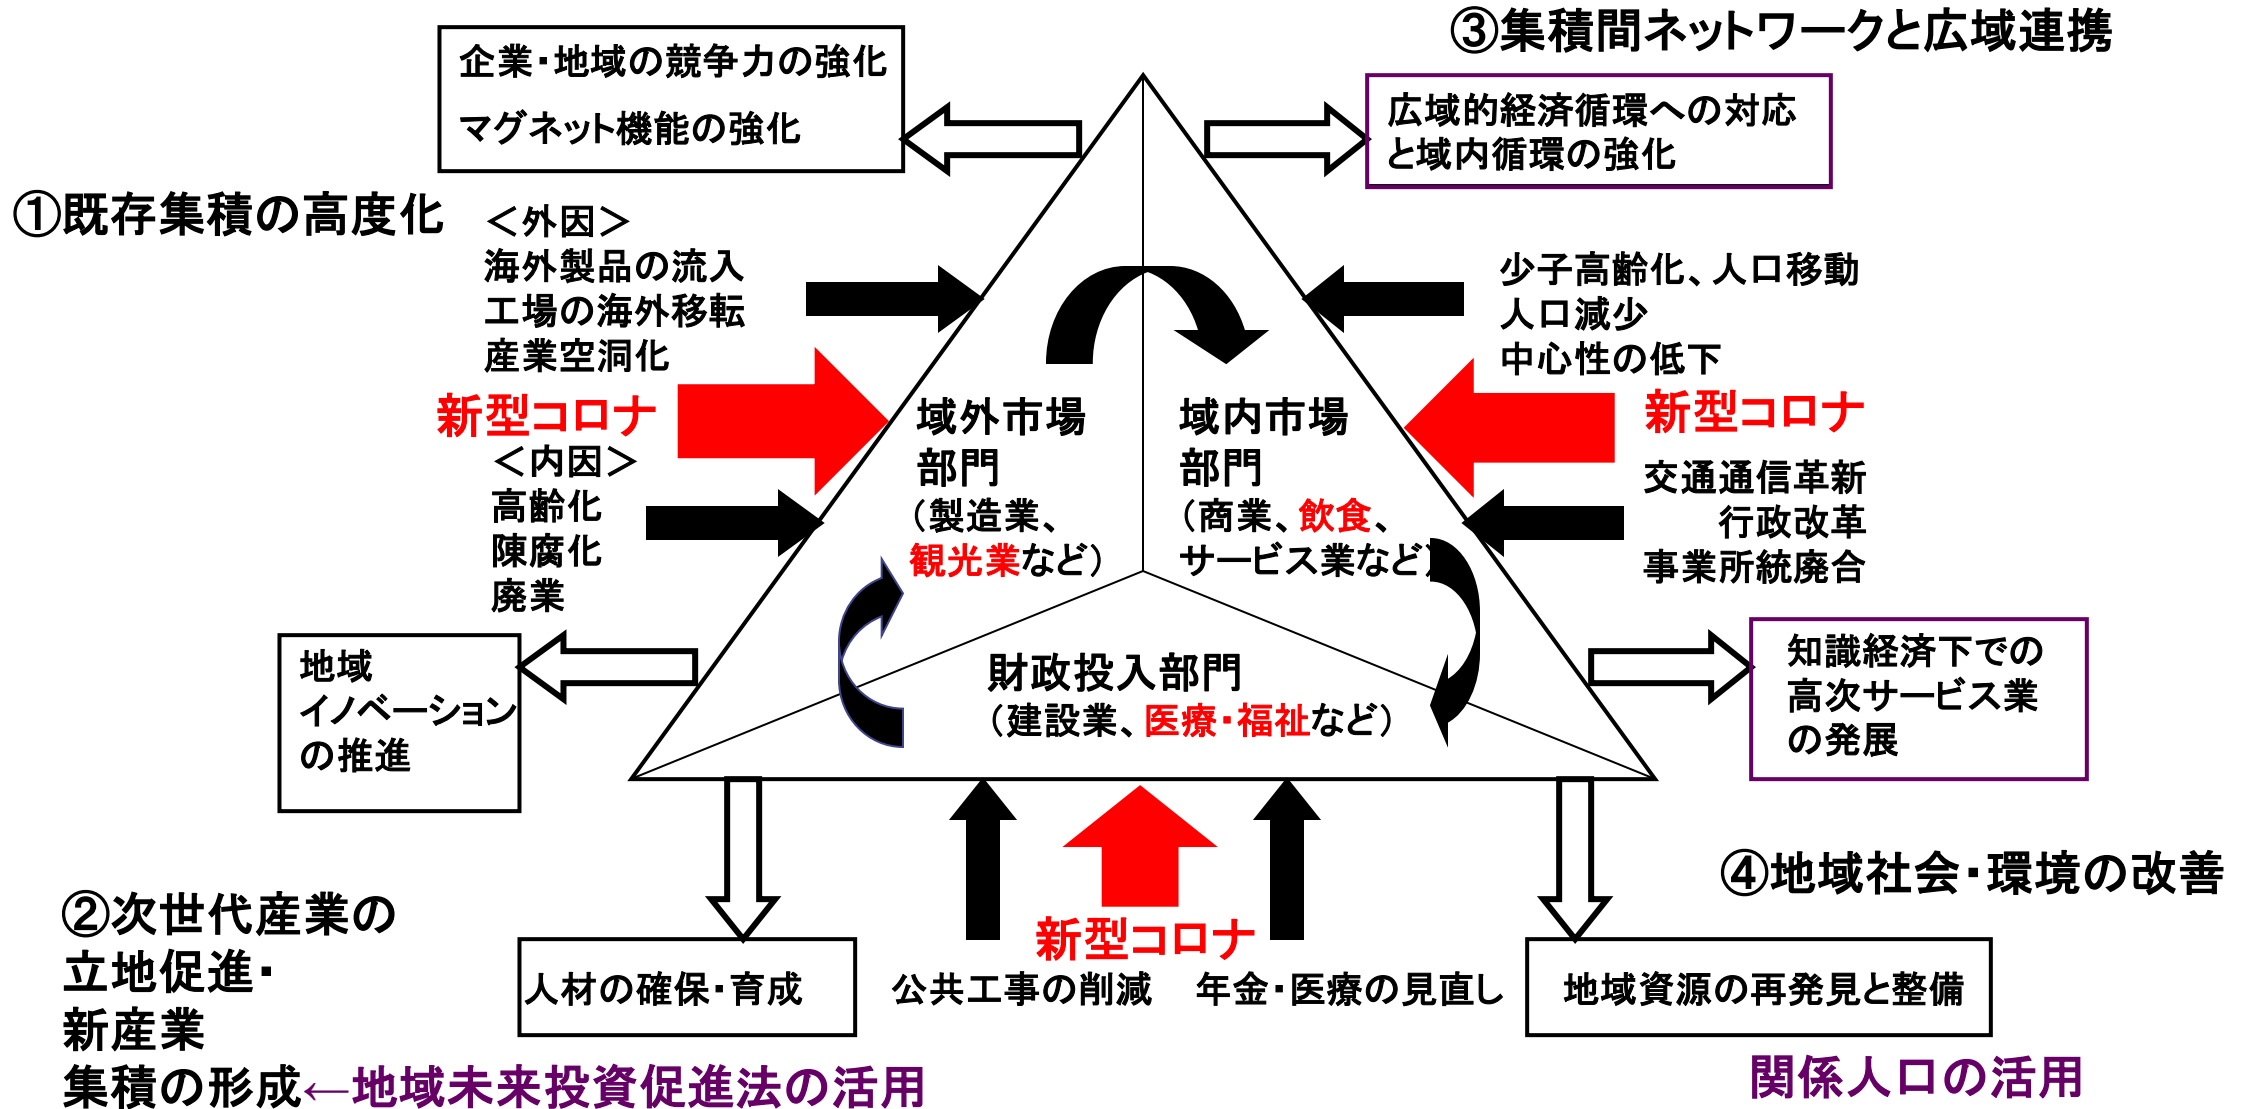 企業・地域の競争力の強化
マグネット機能の強化
③集積間ネットワークと広域連携
広域的経済循環への対応
と域内循環の強化
①既存集積の高度化
＜外因＞
海外製品の流入
工場の海外移転
産業空洞化
新型コロナ
＜内因＞
高齢化
陳腐化
廃業
少子高齢化、人口移動
人口減少
中心性の低下
新型コロナ
交通通信革新
行政改革
事業所統廃合
域外市場
部門
（製造業、
観光業など）
域内市場
部門
（商業、飲食、
サービス業など）
財政投入部門
（建設業、医療・福祉など）
地域
イノベーション
の推進
知識経済下での
高次サービス業
の発展
②次世代産業の
立地促進・
新産業
集積の形成←地域未来投資促進法の活用
人材の確保・育成
新型コロナ
公共工事の削減
年金・医療の見直し
④地域社会・環境の改善
地域資源の再発見と整備
関係人口の活用